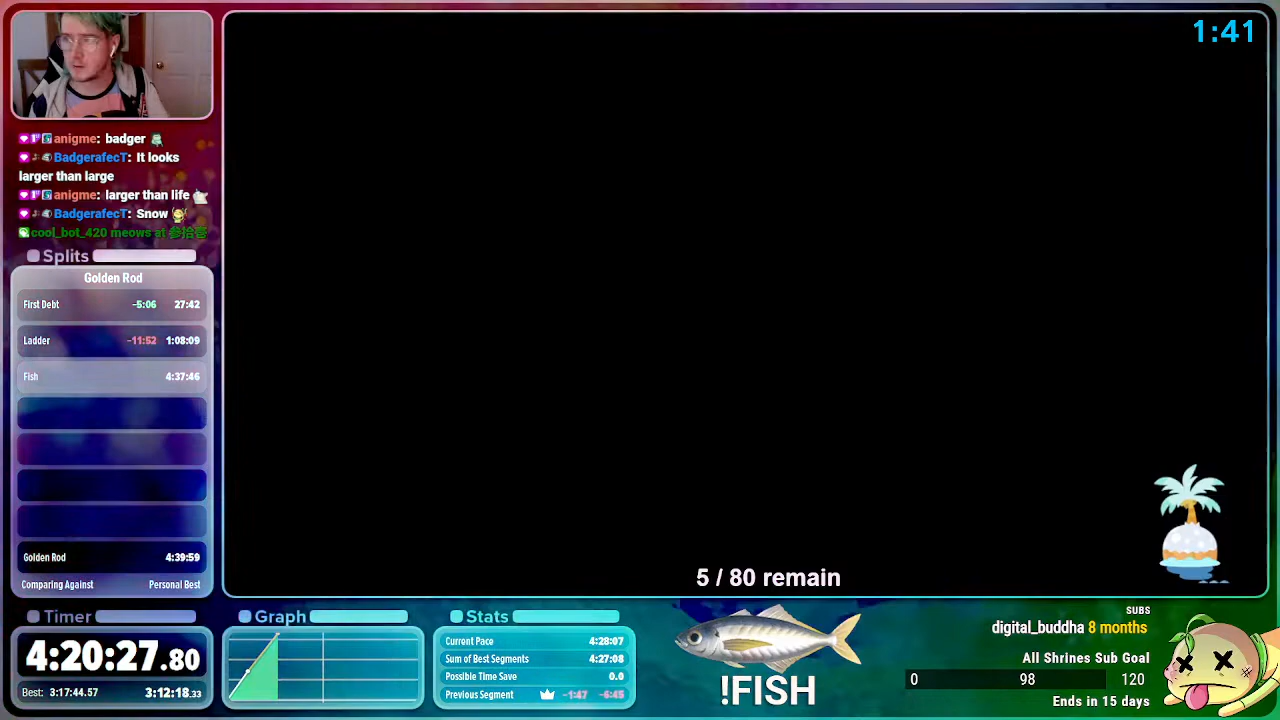 1:41
anigme: badger
BadgerafecT: It looks
larger than large
anigme: larger than life
BadgerafecT: Snow
cool_bot_420 meows at 参拾壱
Splits
Golden Rod
First Debt -5:06 27:42
Ladder -11:52 1:08:09
Fish 4:37:46
Golden Rod 4:39:59
Comparing Against Personal Best
5 / 80 remain
Timer
4:20:27.80
Best: 3:17:44.57 3:12:18.33
Graph
Stats
Current Pace 4:28:07
Sum of Best Segments 4:27:08
Possible Time Save 0.0
Previous Segment -1:47 -6:45
!FISH
SUBS
digital_buddha 8 months
All Shrines Sub Goal
0 98 120
Ends in 15 days